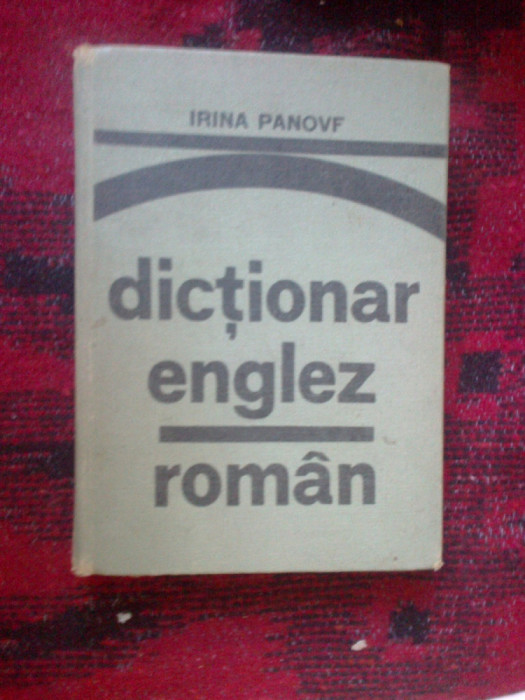 IRINA PANOVF
dicționar
englez
român